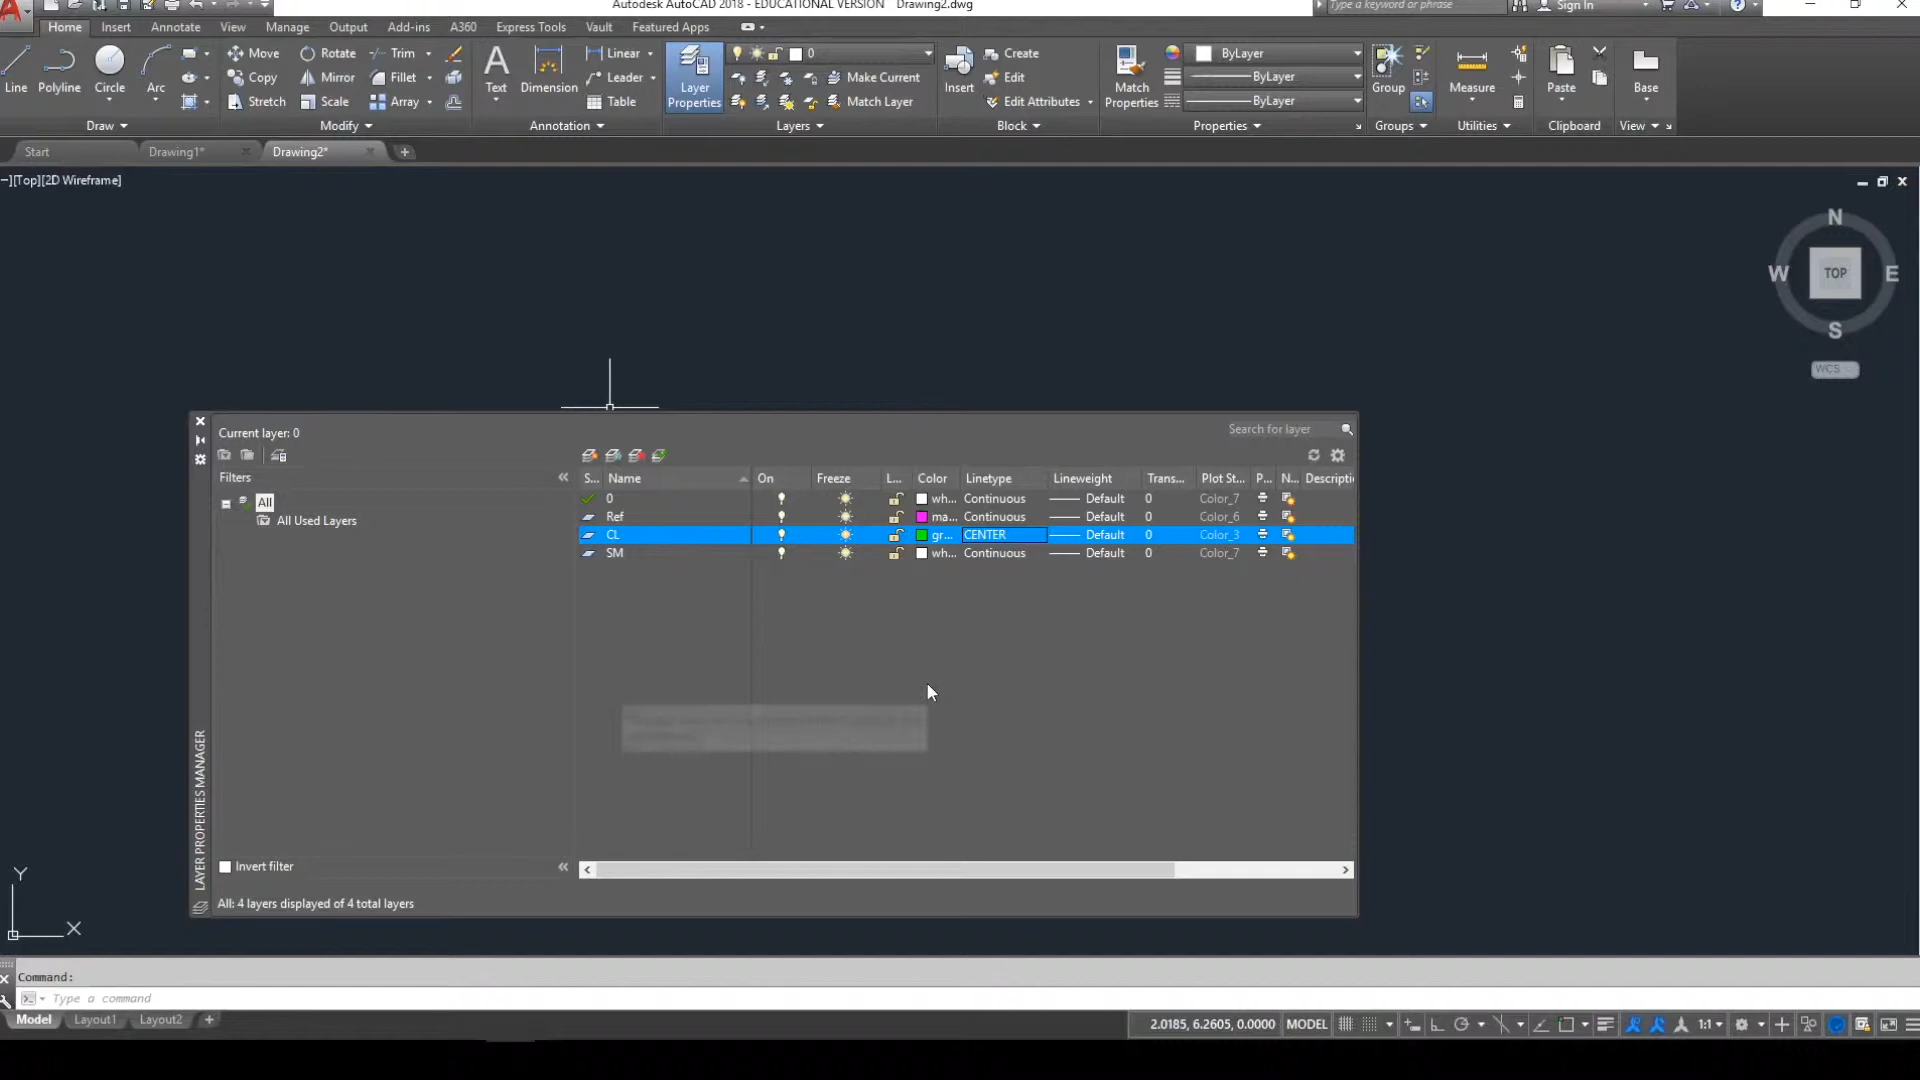 Autodesk AutoCAD 2018 - EDUCATIONAL VERSION Drawing2.dwg
Type a keyword or phrase
Sign In
Home Insert Annotate View Manage Output Add-ins A360 Express Tools Vault Featured Apps
Line Polyline Circle Arc
Move Rotate Trim
Copy Mirror Fillet
Stretch Scale Array
Text Dimension
Linear
Leader
Table
Layer Properties
0
Make Current
Match Layer
Insert
Create
Edit
Edit Attributes
Match Properties
ByLayer
ByLayer
ByLayer
Group Measure Paste Base
Draw Modify Annotation Layers Block Properties Groups Utilities Clipboard View
Start Drawing1* Drawing2*
−][Top][2D Wireframe]
N
W TOP E
S
WCS
Current layer: 0
Search for layer
Filters
All
All Used Layers
S... Name On Freeze L... Color Linetype Lineweight Trans... Plot St... P... N... Descripti
0 wh... Continuous Default 0 Color_7
Ref ma... Continuous Default 0 Color_6
CL gr... CENTER Default 0 Color_3
SM wh... Continuous Default 0 Color_7
LAYER PROPERTIES MANAGER
Invert filter
All: 4 layers displayed of 4 total layers
Y
X
Command:
Type a command
Model Layout1 Layout2
2.0185, 6.2605, 0.0000 MODEL 1:1